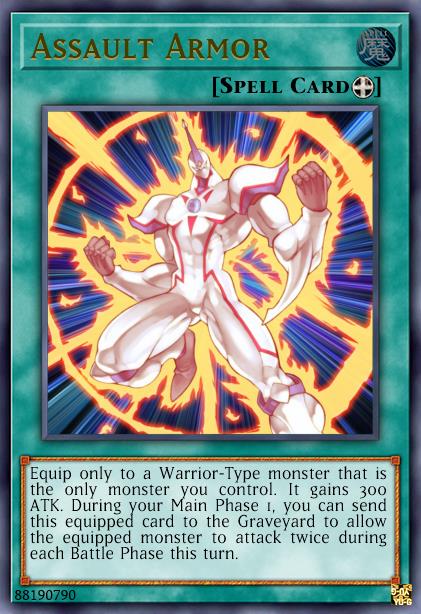 Assault Armor
魔
[Spell Card]
Equip only to a Warrior-Type monster that is
the only monster you control. It gains 300
ATK. During your Main Phase 1, you can send
this equipped card to the Graveyard to allow
the equipped monster to attack twice during
each Battle Phase this turn.
88190790